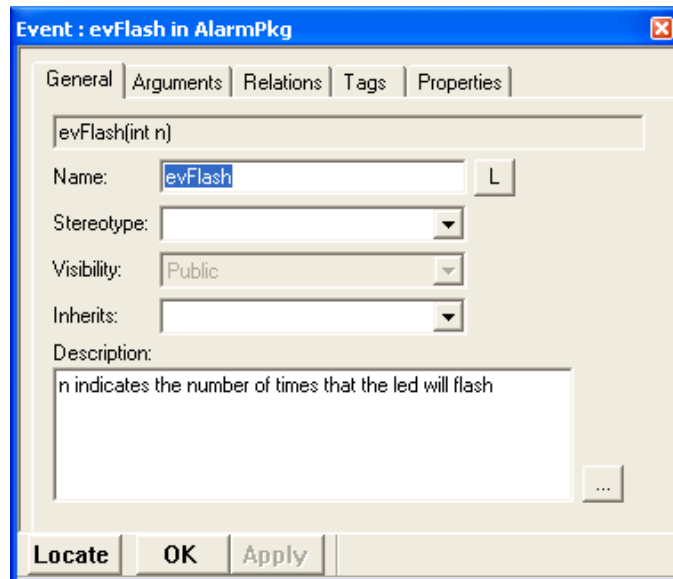 Event : evFlash in AlarmPkg
General Arguments Relations Tags Properties
evFlash(int n)
Name: evFlash L
Stereotype:
Visibility: Public
Inherits:
Description:
n indicates the number of times that the led will flash
...
Locate OK Apply